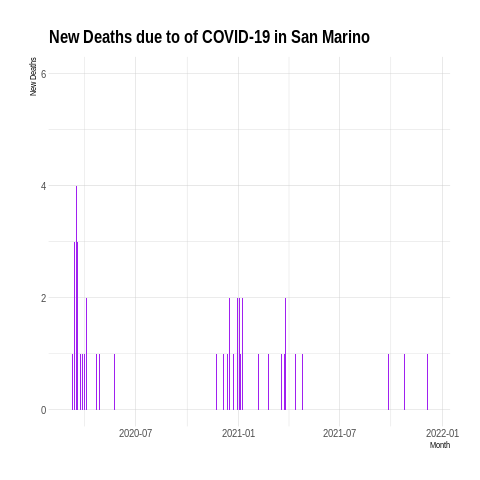 New Deaths due to of COVID-19 in San Marino
New Deaths
6
4
2
0
2020-07 2021-01 2021-07 2022-01
Month